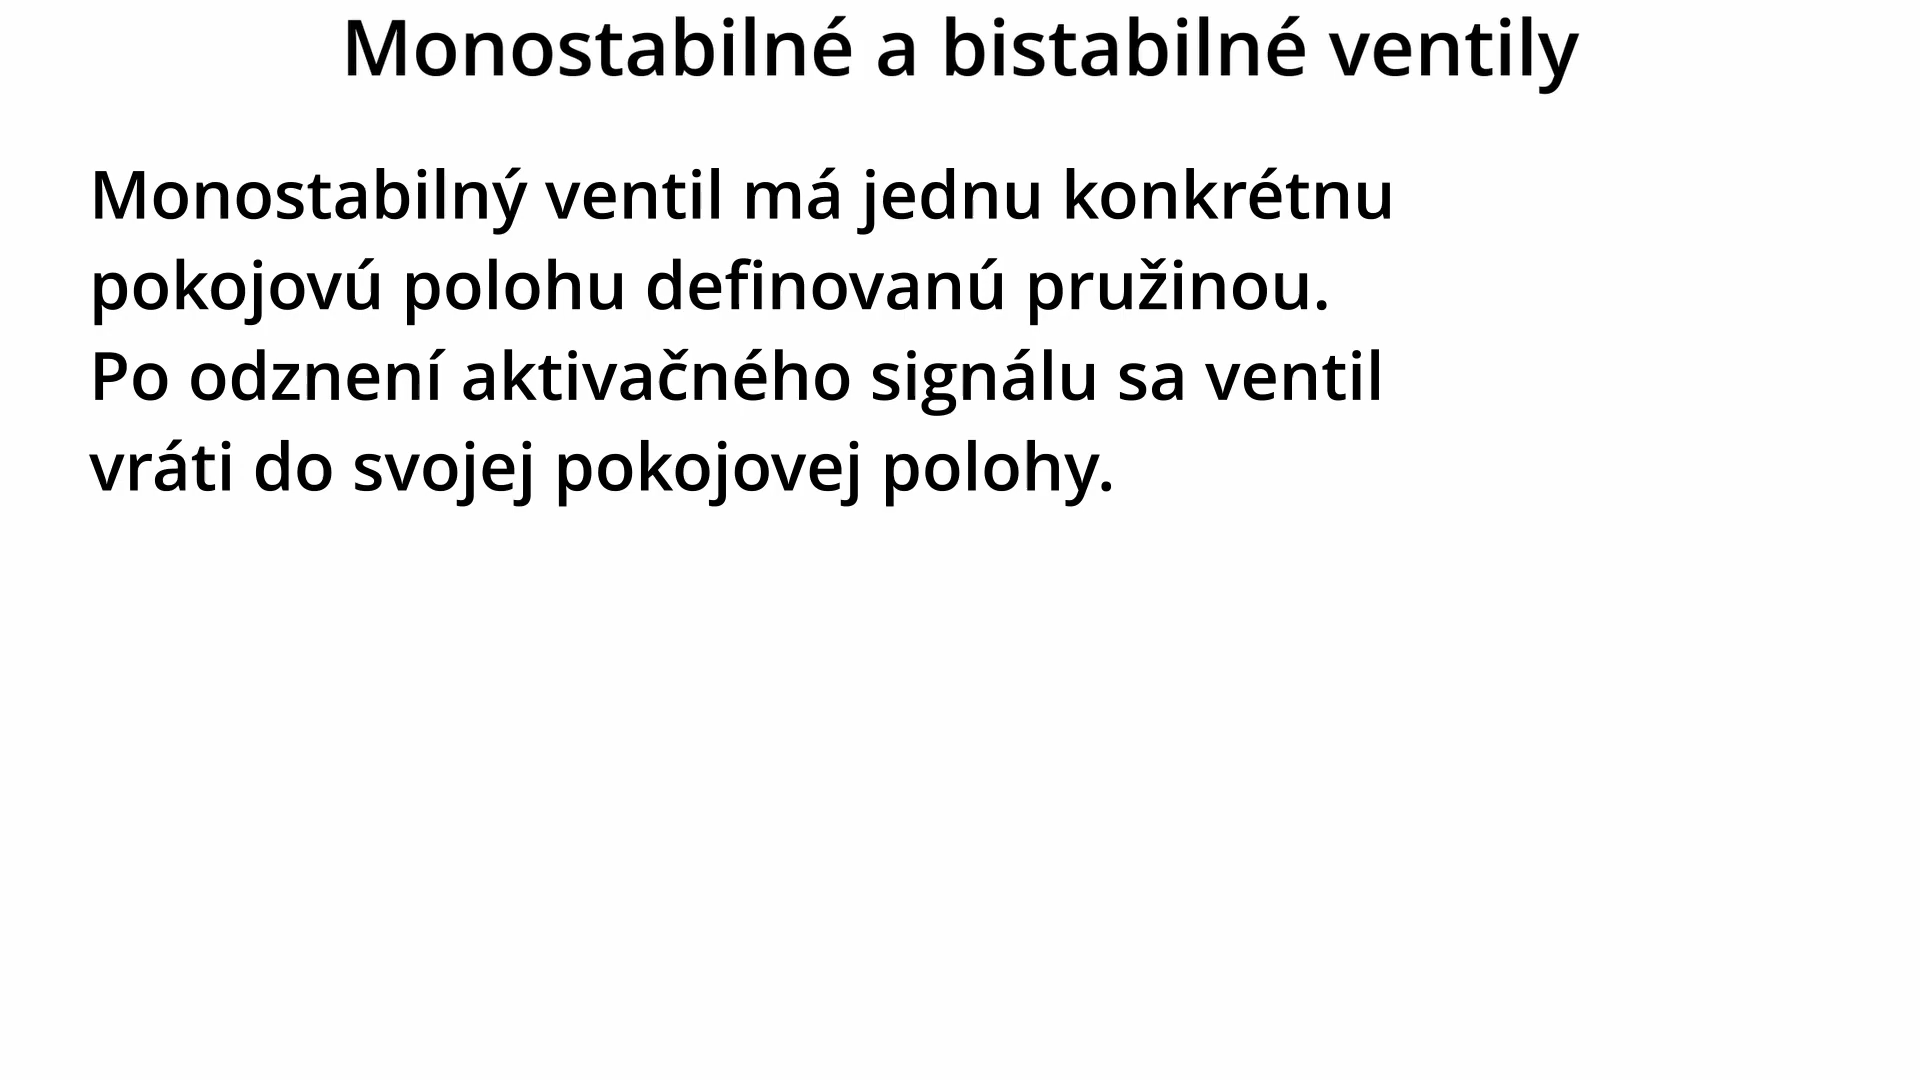 Monostabilné a bistabilné ventily
Monostabilný ventil má jednu konkrétnu
pokojovú polohu definovanú pružinou.
Po odznení aktivačného signálu sa ventil
vráti do svojej pokojovej polohy.